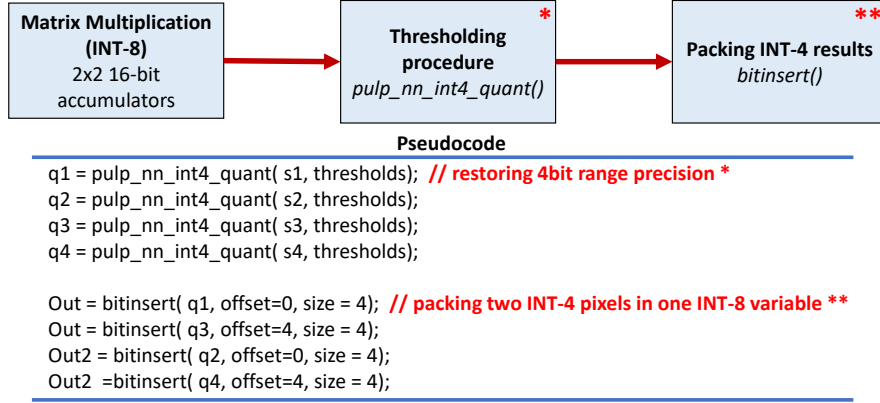 Matrix Multiplication
(INT-8)
2x2 16-bit
accumulators
*
Thresholding
procedure
pulp_nn_int4_quant()
**
Packing INT-4 results
bitinsert()
Pseudocode
q1 = pulp_nn_int4_quant( s1, thresholds); // restoring 4bit range precision *
q2 = pulp_nn_int4_quant( s2, thresholds);
q3 = pulp_nn_int4_quant( s3, thresholds);
q4 = pulp_nn_int4_quant( s4, thresholds);
Out = bitinsert( q1, offset=0, size = 4); // packing two INT-4 pixels in one INT-8 variable **
Out = bitinsert( q3, offset=4, size = 4);
Out2 = bitinsert( q2, offset=0, size = 4);
Out2 =bitinsert( q4, offset=4, size = 4);